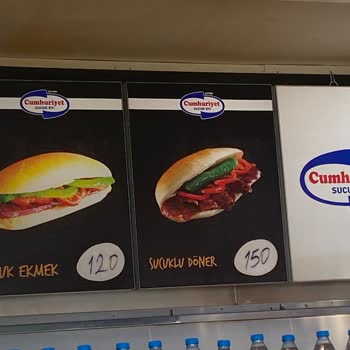 Cumhuriyet
SUCUK EVİ
UK EKMEK
120
Cumhuriyet
SUCUK EVİ
SUCUKLU DÖNER
150
Cumh
SUCU